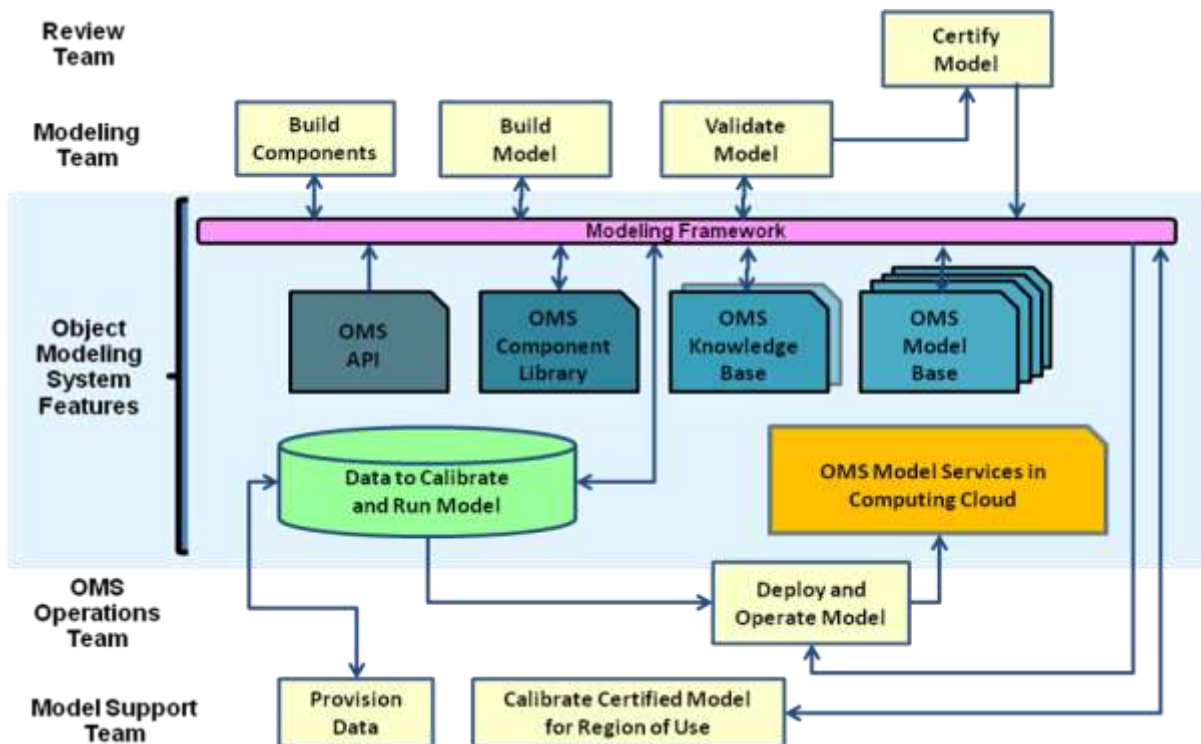 Review
Team
Certify
Model
Modeling
Team
Build
Components
Build
Model
Validate
Model
Modeling Framework
Object
Modeling
System
Features
OMS
API
OMS
Component
Library
OMS
Knowledge
Base
OMS
Model
Base
Data to Calibrate
and Run Model
OMS Model Services in
Computing Cloud
OMS
Operations
Team
Deploy and
Operate Model
Model Support
Team
Provision
Data
Calibrate Certified Model
for Region of Use